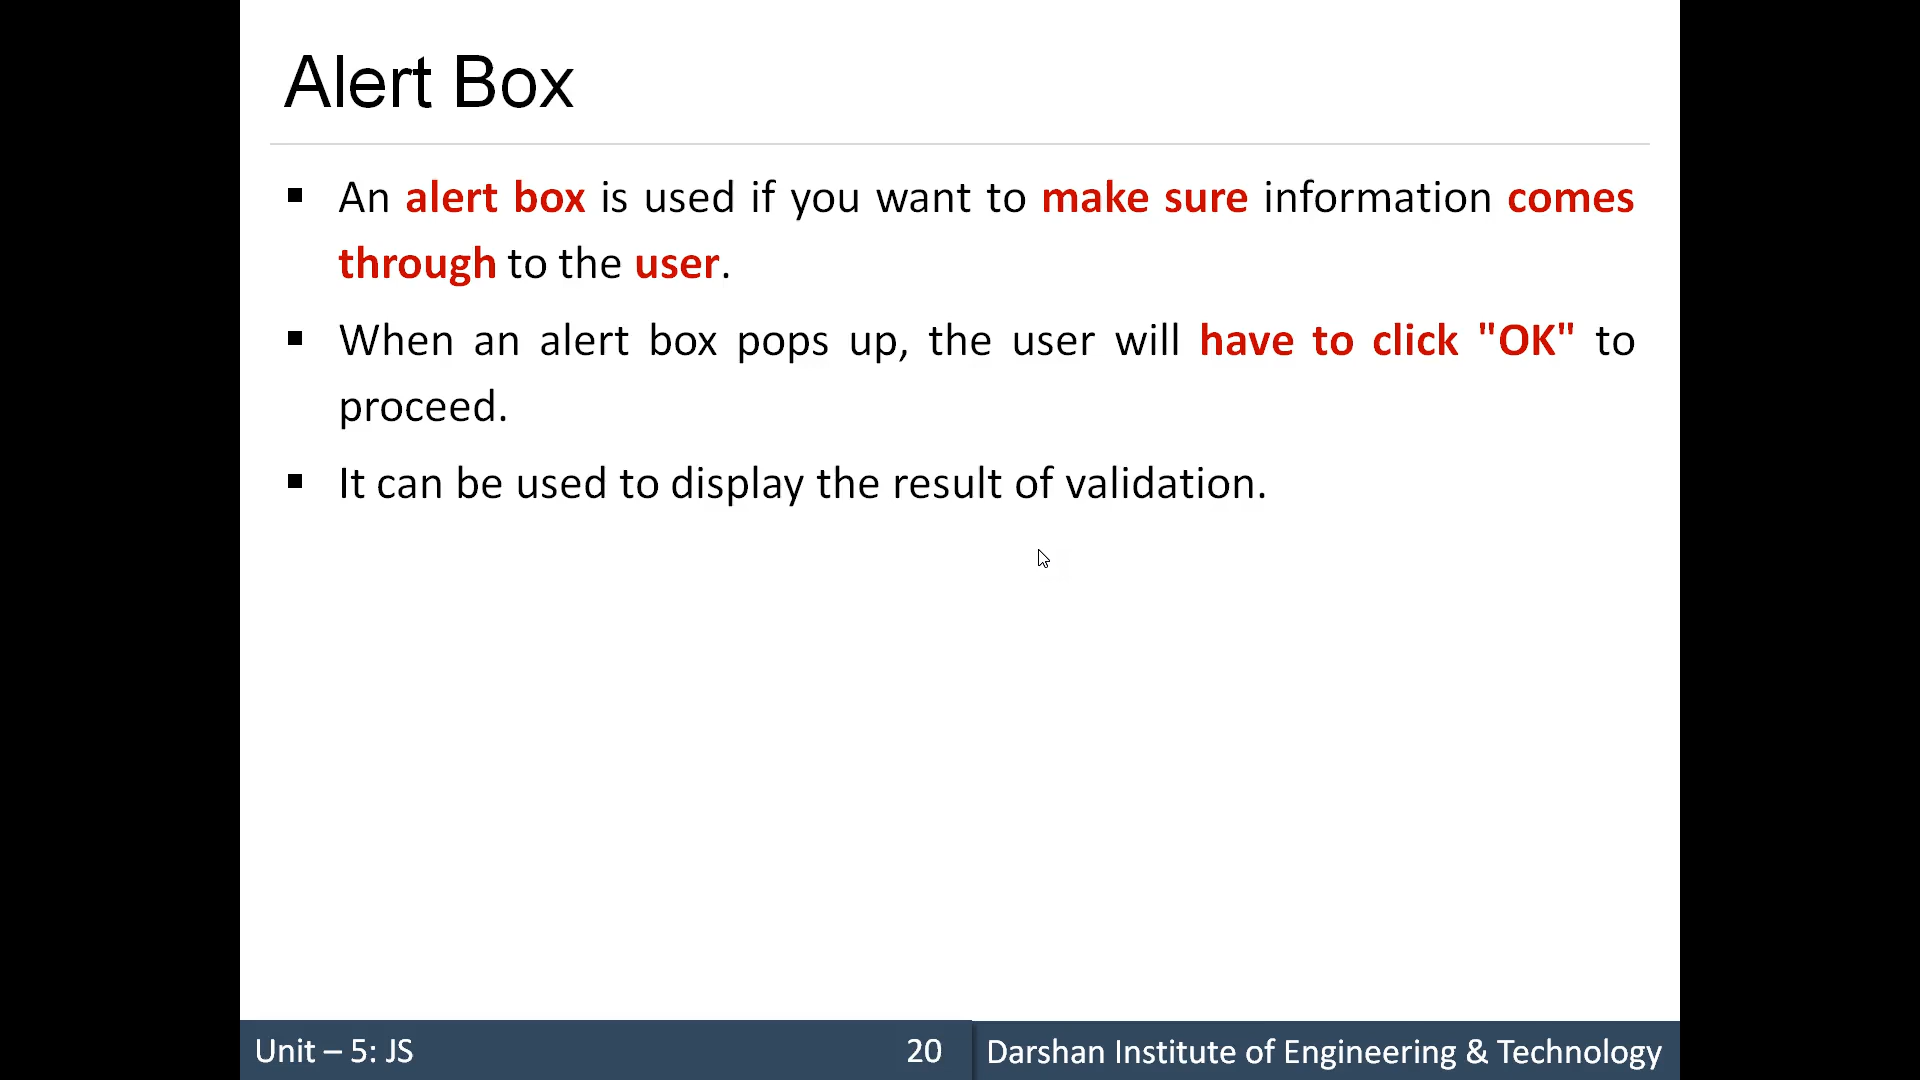 Alert Box
▪ An alert box is used if you want to make sure information comes
through to the user.
▪ When an alert box pops up, the user will have to click "OK" to
proceed.
▪ It can be used to display the result of validation.
Unit – 5: JS 20 Darshan Institute of Engineering & Technology